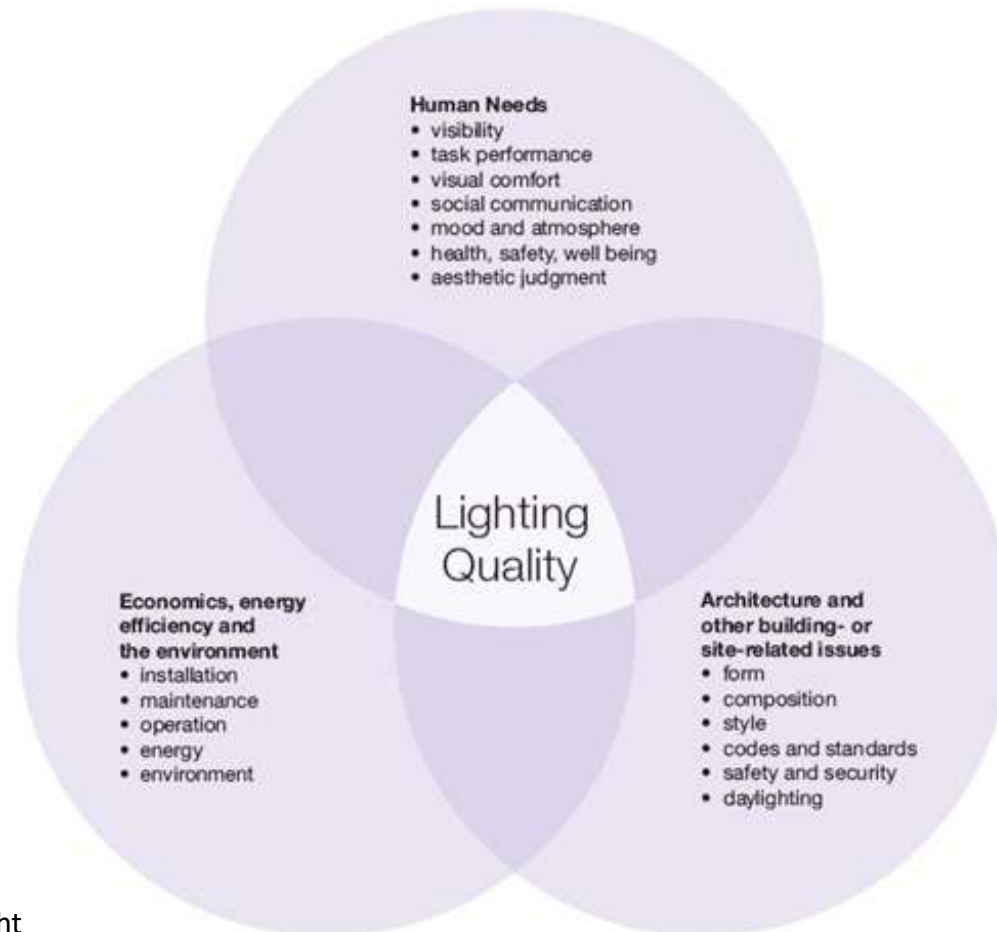 Human Needs
• visibility
• task performance
• visual comfort
• social communication
• mood and atmosphere
• health, safety, well being
• aesthetic judgment
Lighting
Quality
Economics, energy
efficiency and
the environment
• installation
• maintenance
• operation
• energy
• environment
Architecture and
other building- or
site-related issues
• form
• composition
• style
• codes and standards
• safety and security
• daylighting